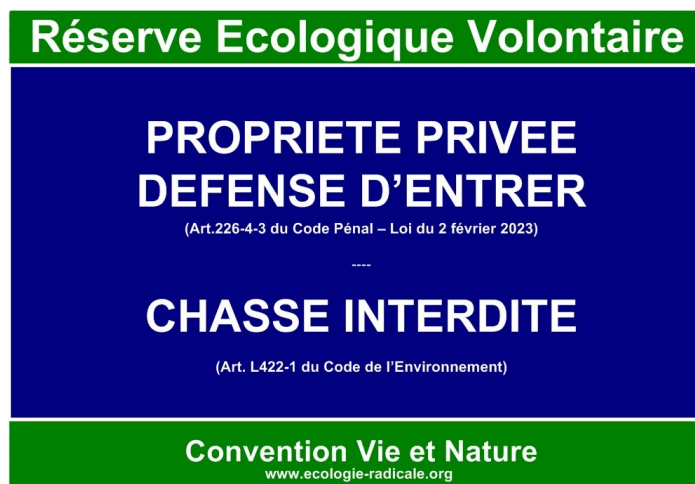 Réserve Ecologique Volontaire
PROPRIETE PRIVEE
DEFENSE D’ENTRER
(Art.226-4-3 du Code Pénal – Loi du 2 février 2023)
----
CHASSE INTERDITE
(Art. L422-1 du Code de l’Environnement)
Convention Vie et Nature
www.ecologie-radicale.org